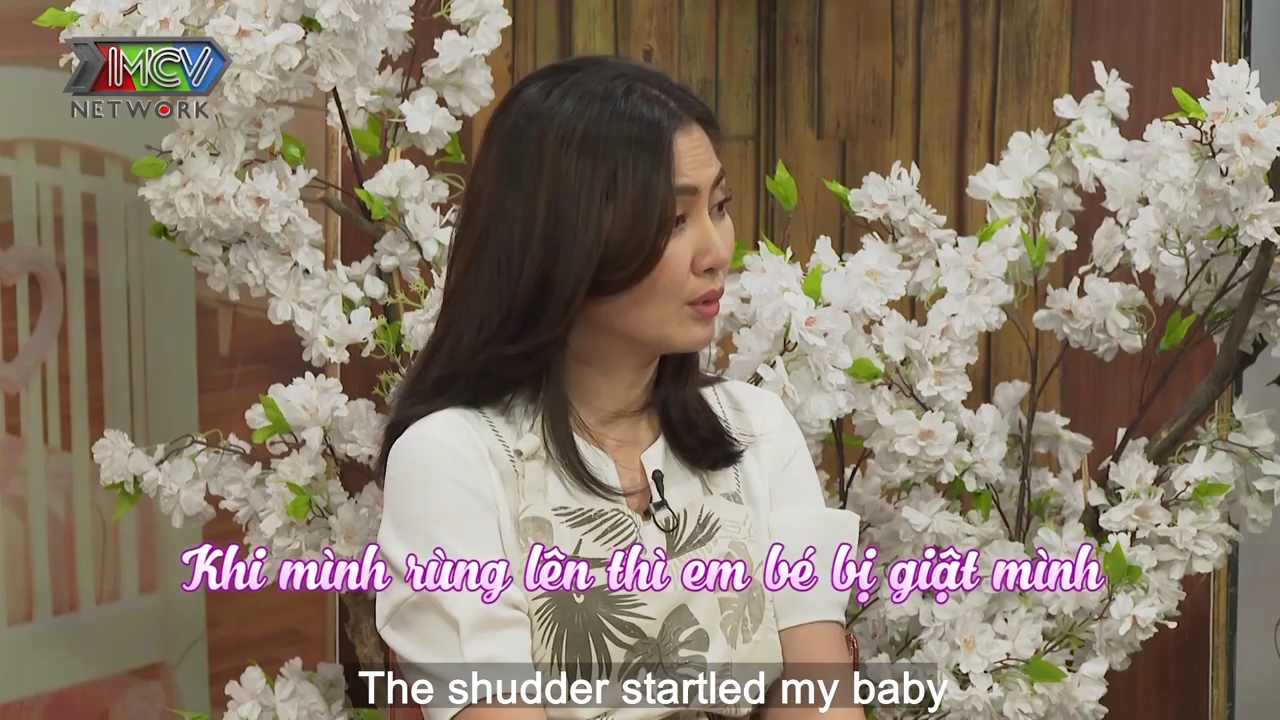 MCV
NETWORK
Khi mình rùng lên thì em bé bị giật mình
The shudder startled my baby